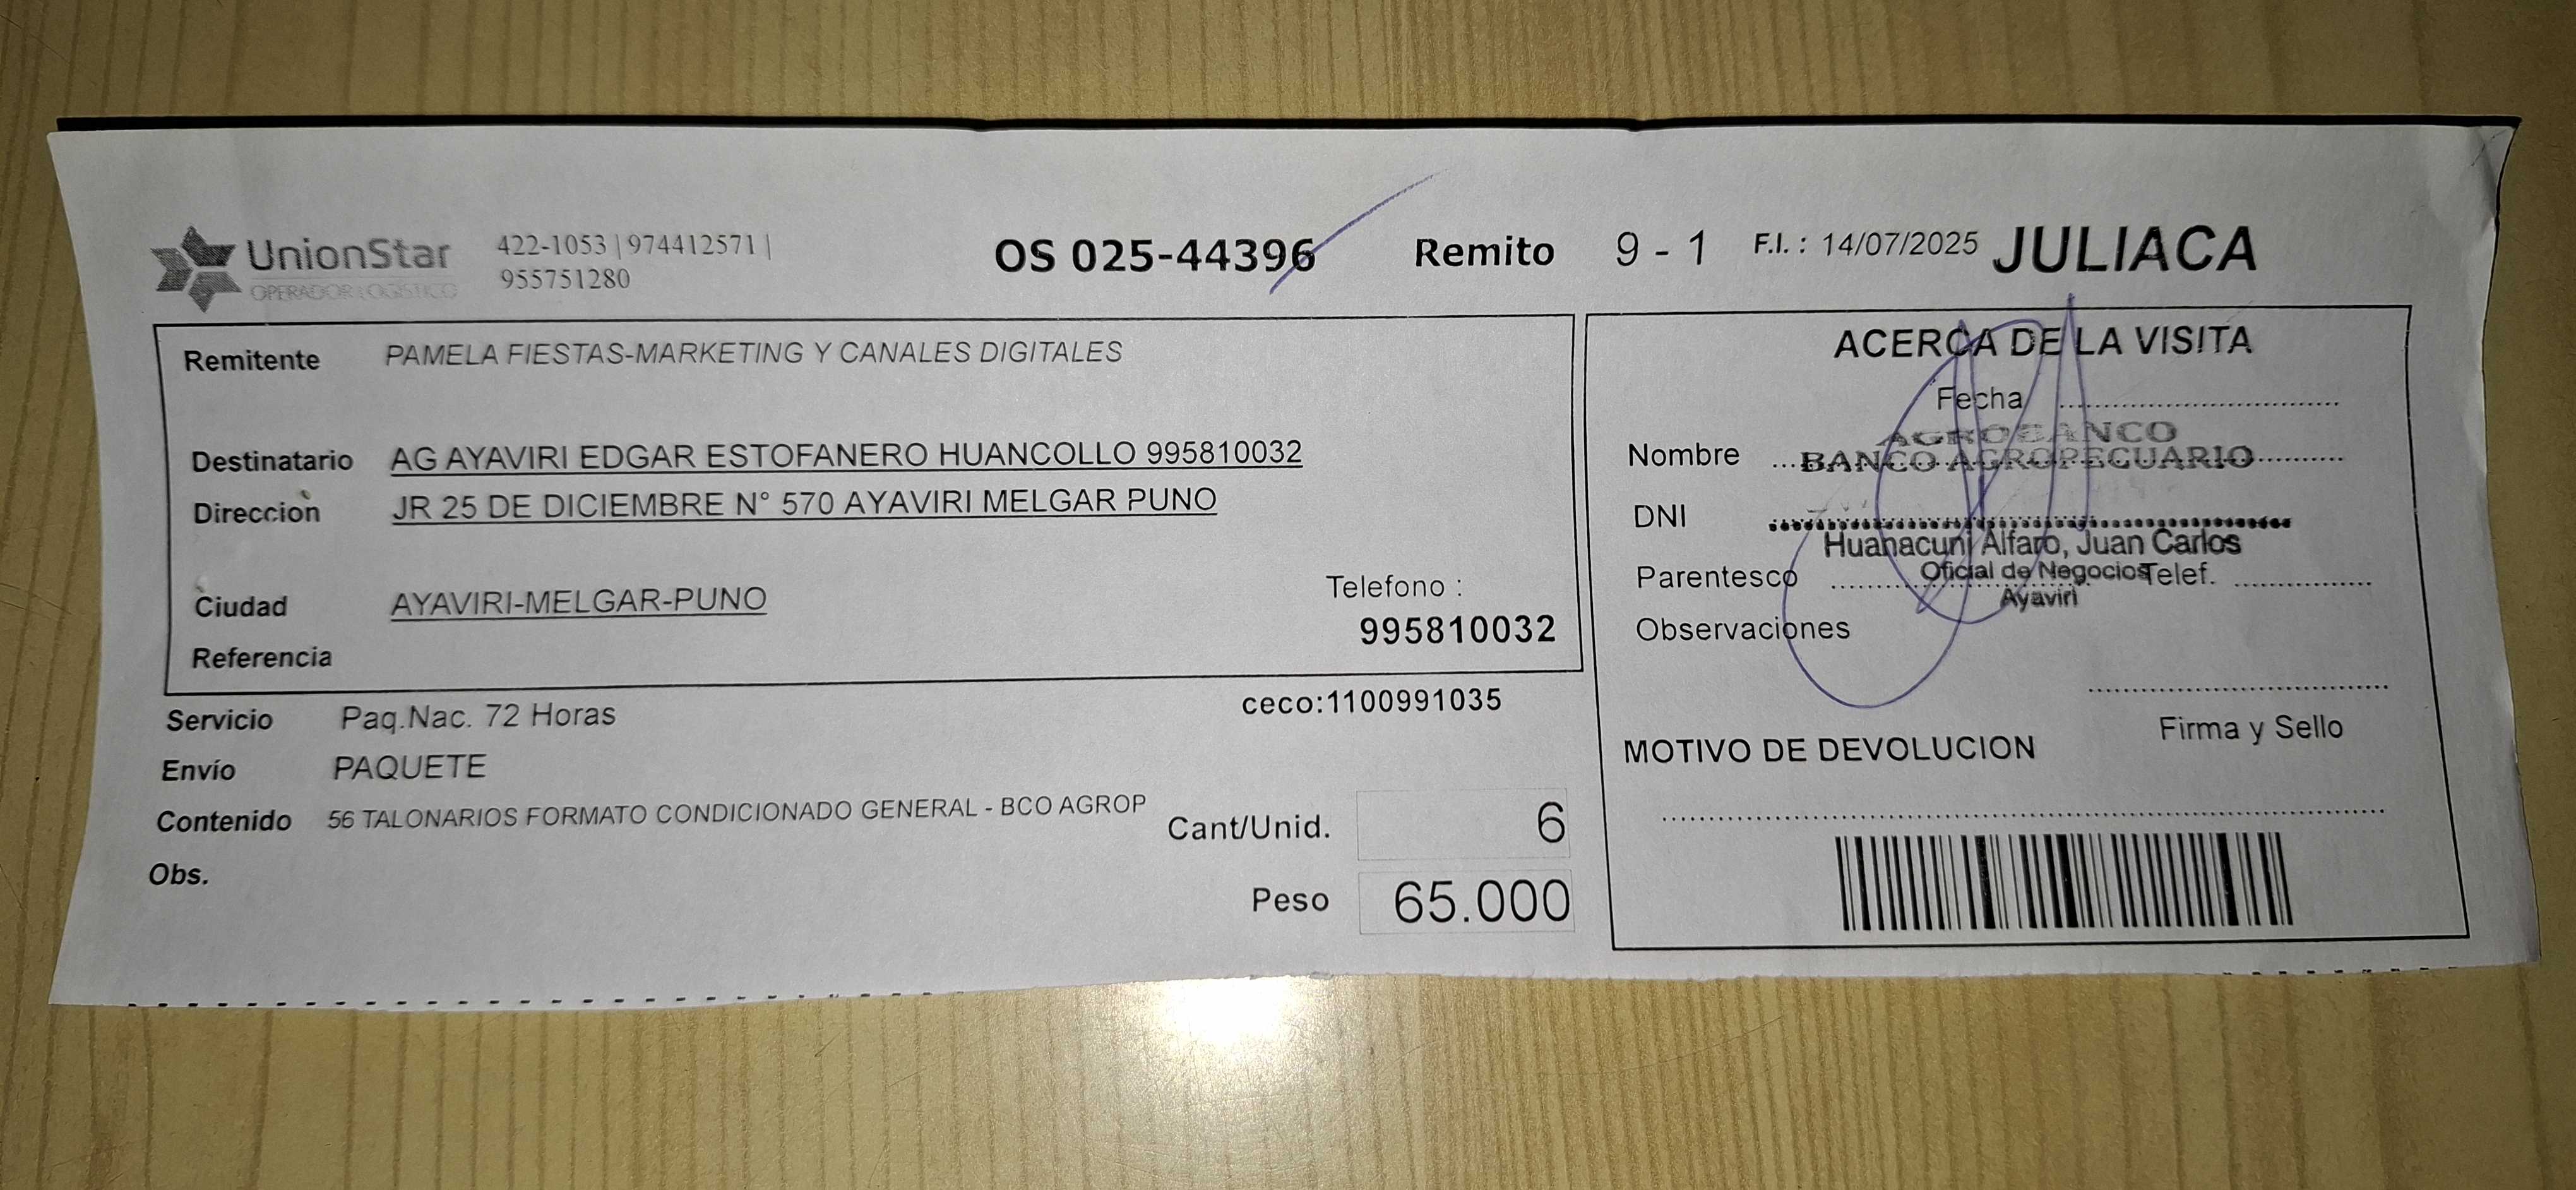 UnionStar
OPERADOR LOGISTICO
422-1053 | 974412571 |
955751280
OS 025-44396
Remito 9 - 1
F.I. : 14/07/2025
JULIACA
Remitente PAMELA FIESTAS-MARKETING Y CANALES DIGITALES
Destinatario AG AYAVIRI EDGAR ESTOFANERO HUANCOLLO 995810032
Direccion JR 25 DE DICIEMBRE N° 570 AYAVIRI MELGAR PUNO
Ciudad AYAVIRI-MELGAR-PUNO
Telefono :
995810032
Referencia
ceco:1100991035
Servicio Paq.Nac. 72 Horas
Envío PAQUETE
Contenido 56 TALONARIOS FORMATO CONDICIONADO GENERAL - BCO AGROP
Cant/Unid. 6
Obs.
Peso 65.000
ACERCA DE LA VISITA
Fecha
AGROBANCO
Nombre BANCO AGROPECUARIO
DNI
Huanacuni Alfaro, Juan Carlos
Parentesco Oficial de Negocios Telef.
Ayaviri
Observaciones
Firma y Sello
MOTIVO DE DEVOLUCION